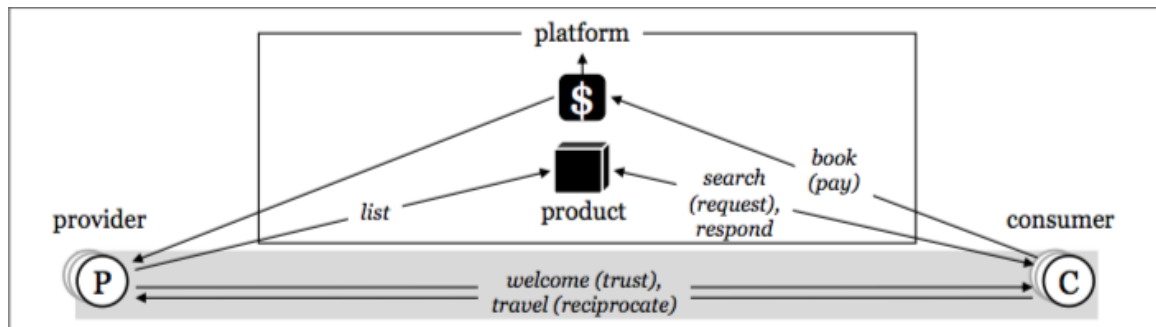 platform
$
book
(pay)
search
(request),
respond
list
product
provider
consumer
P
welcome (trust),
travel (reciprocate)
C